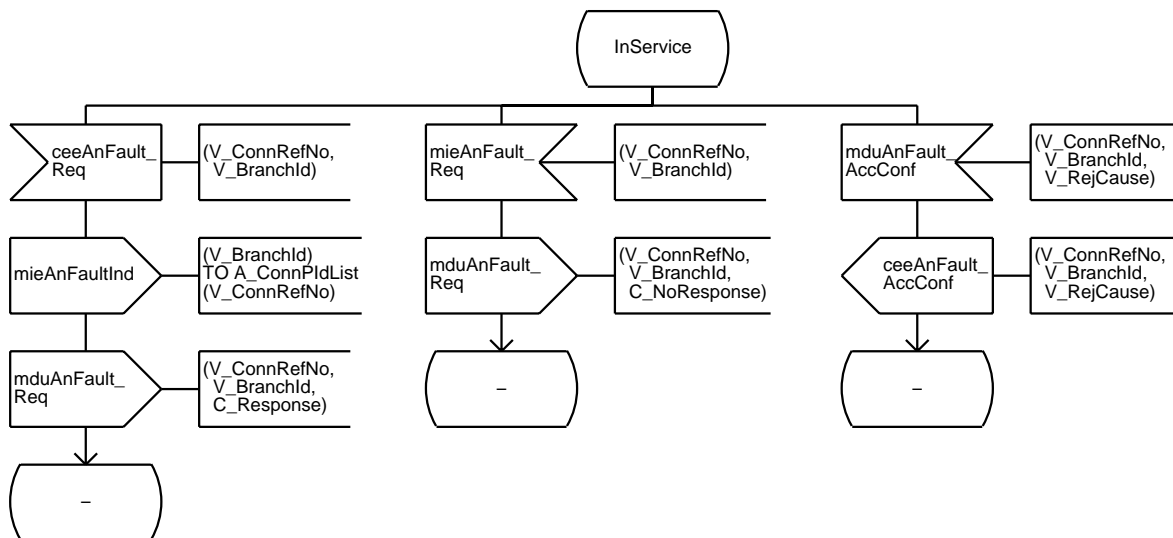 InService
ceeAnFault_
Req
(V_ConnRefNo,
V_BranchId)
mieAnFaultInd
(V_BranchId)
TO A_ConnPIdList
(V_ConnRefNo)
mduAnFault_
Req
(V_ConnRefNo,
V_BranchId,
C_Response)
–
mieAnFault_
Req
(V_ConnRefNo,
V_BranchId)
mduAnFault_
Req
(V_ConnRefNo,
V_BranchId,
C_NoResponse)
–
mduAnFault_
AccConf
(V_ConnRefNo,
V_BranchId,
V_RejCause)
ceeAnFault_
AccConf
(V_ConnRefNo,
V_BranchId,
V_RejCause)
–